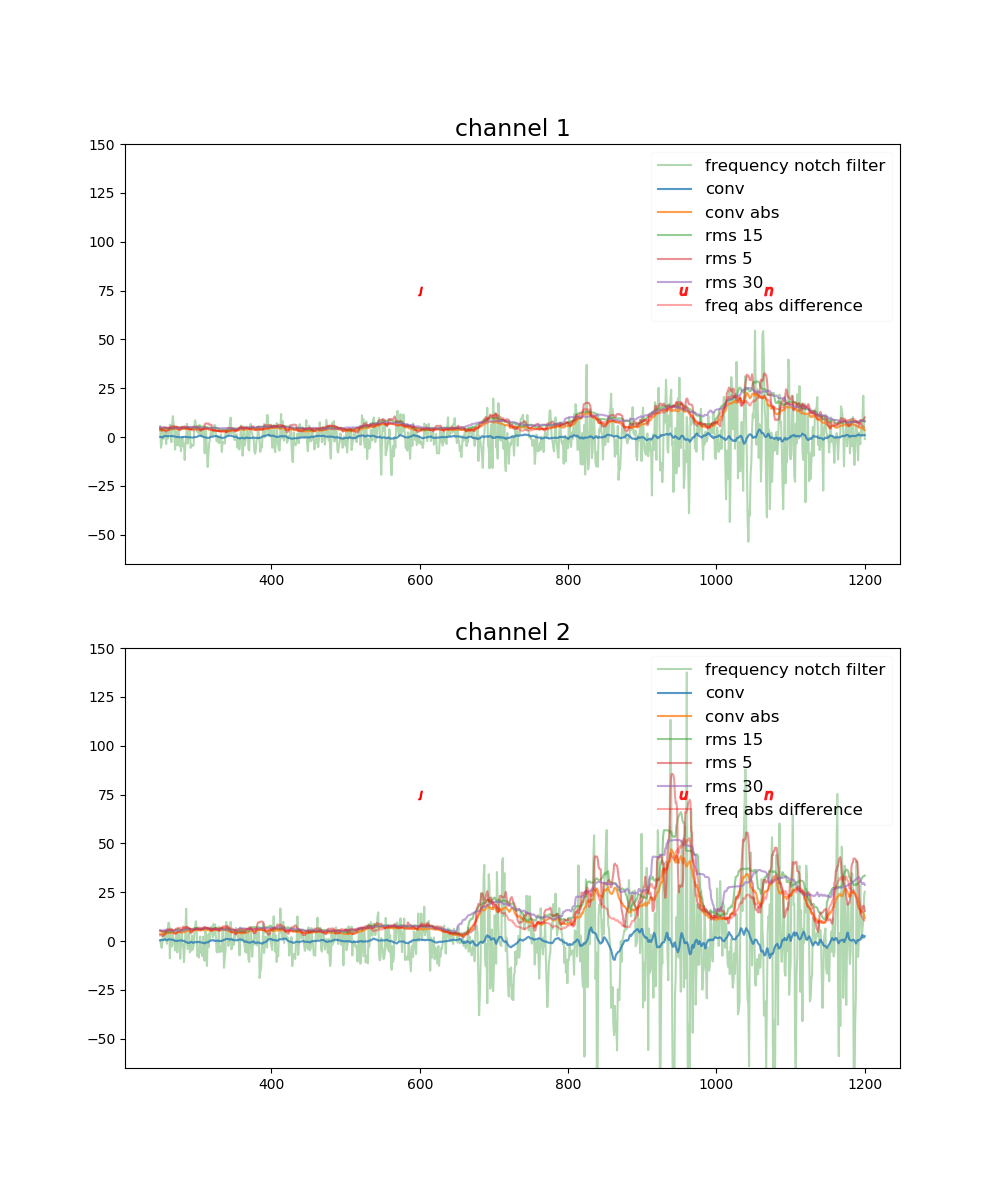 channel 1
150
125
100
75
50
25
0
−25
−50
frequency notch filter
conv
conv abs
rms 15
rms 5
rms 30
freq abs difference
u
n
400
600
800
1000
1200
channel 2
150
125
100
75
50
25
0
−25
−50
frequency notch filter
conv
conv abs
rms 15
rms 5
rms 30
freq abs difference
u
n
400
600
800
1000
1200